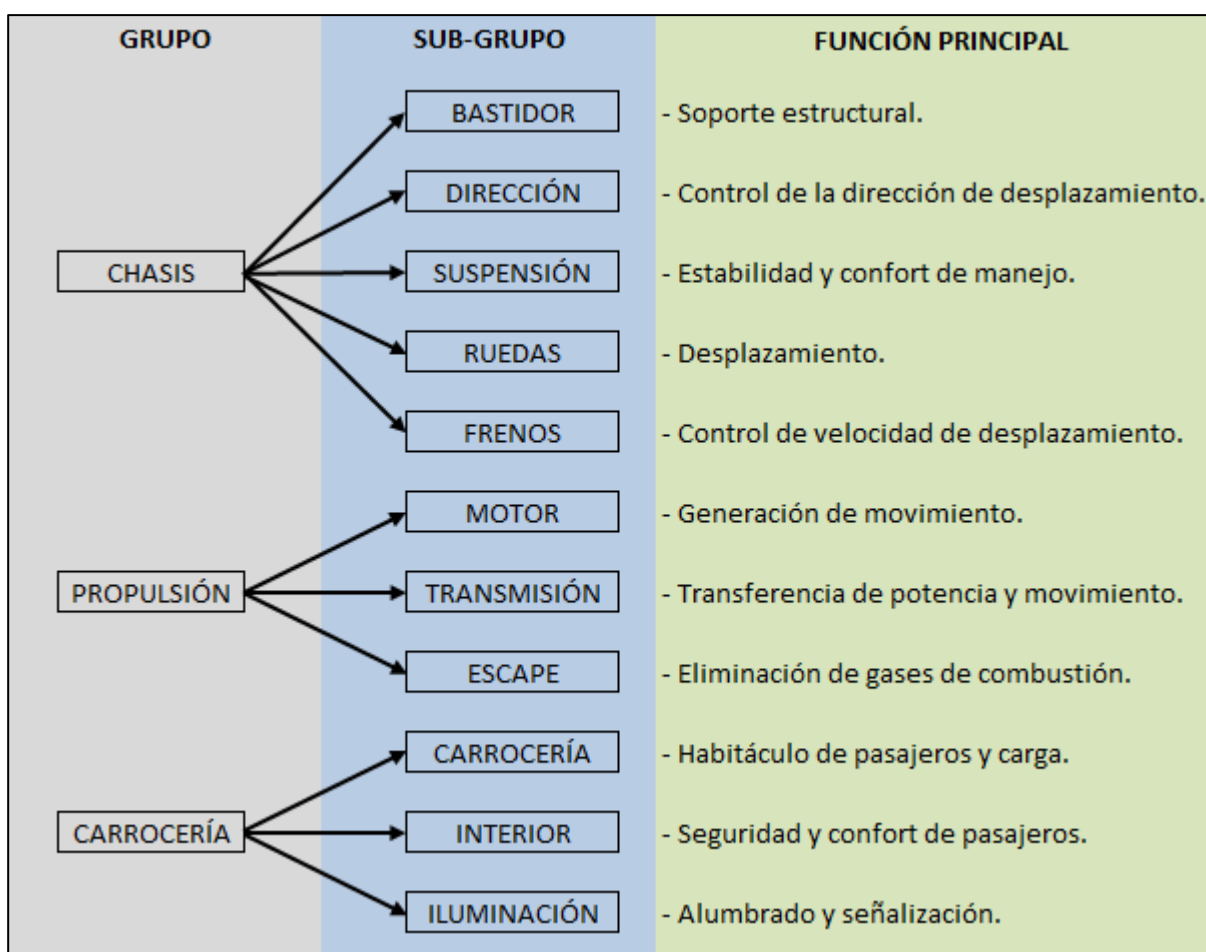 GRUPO SUB-GRUPO FUNCIÓN PRINCIPAL
BASTIDOR - Soporte estructural.
DIRECCIÓN - Control de la dirección de desplazamiento.
CHASIS SUSPENSIÓN - Estabilidad y confort de manejo.
RUEDAS - Desplazamiento.
FRENOS - Control de velocidad de desplazamiento.
MOTOR - Generación de movimiento.
PROPULSIÓN TRANSMISIÓN - Transferencia de potencia y movimiento.
ESCAPE - Eliminación de gases de combustión.
CARROCERÍA - Habitáculo de pasajeros y carga.
CARROCERÍA INTERIOR - Seguridad y confort de pasajeros.
ILUMINACIÓN - Alumbrado y señalización.